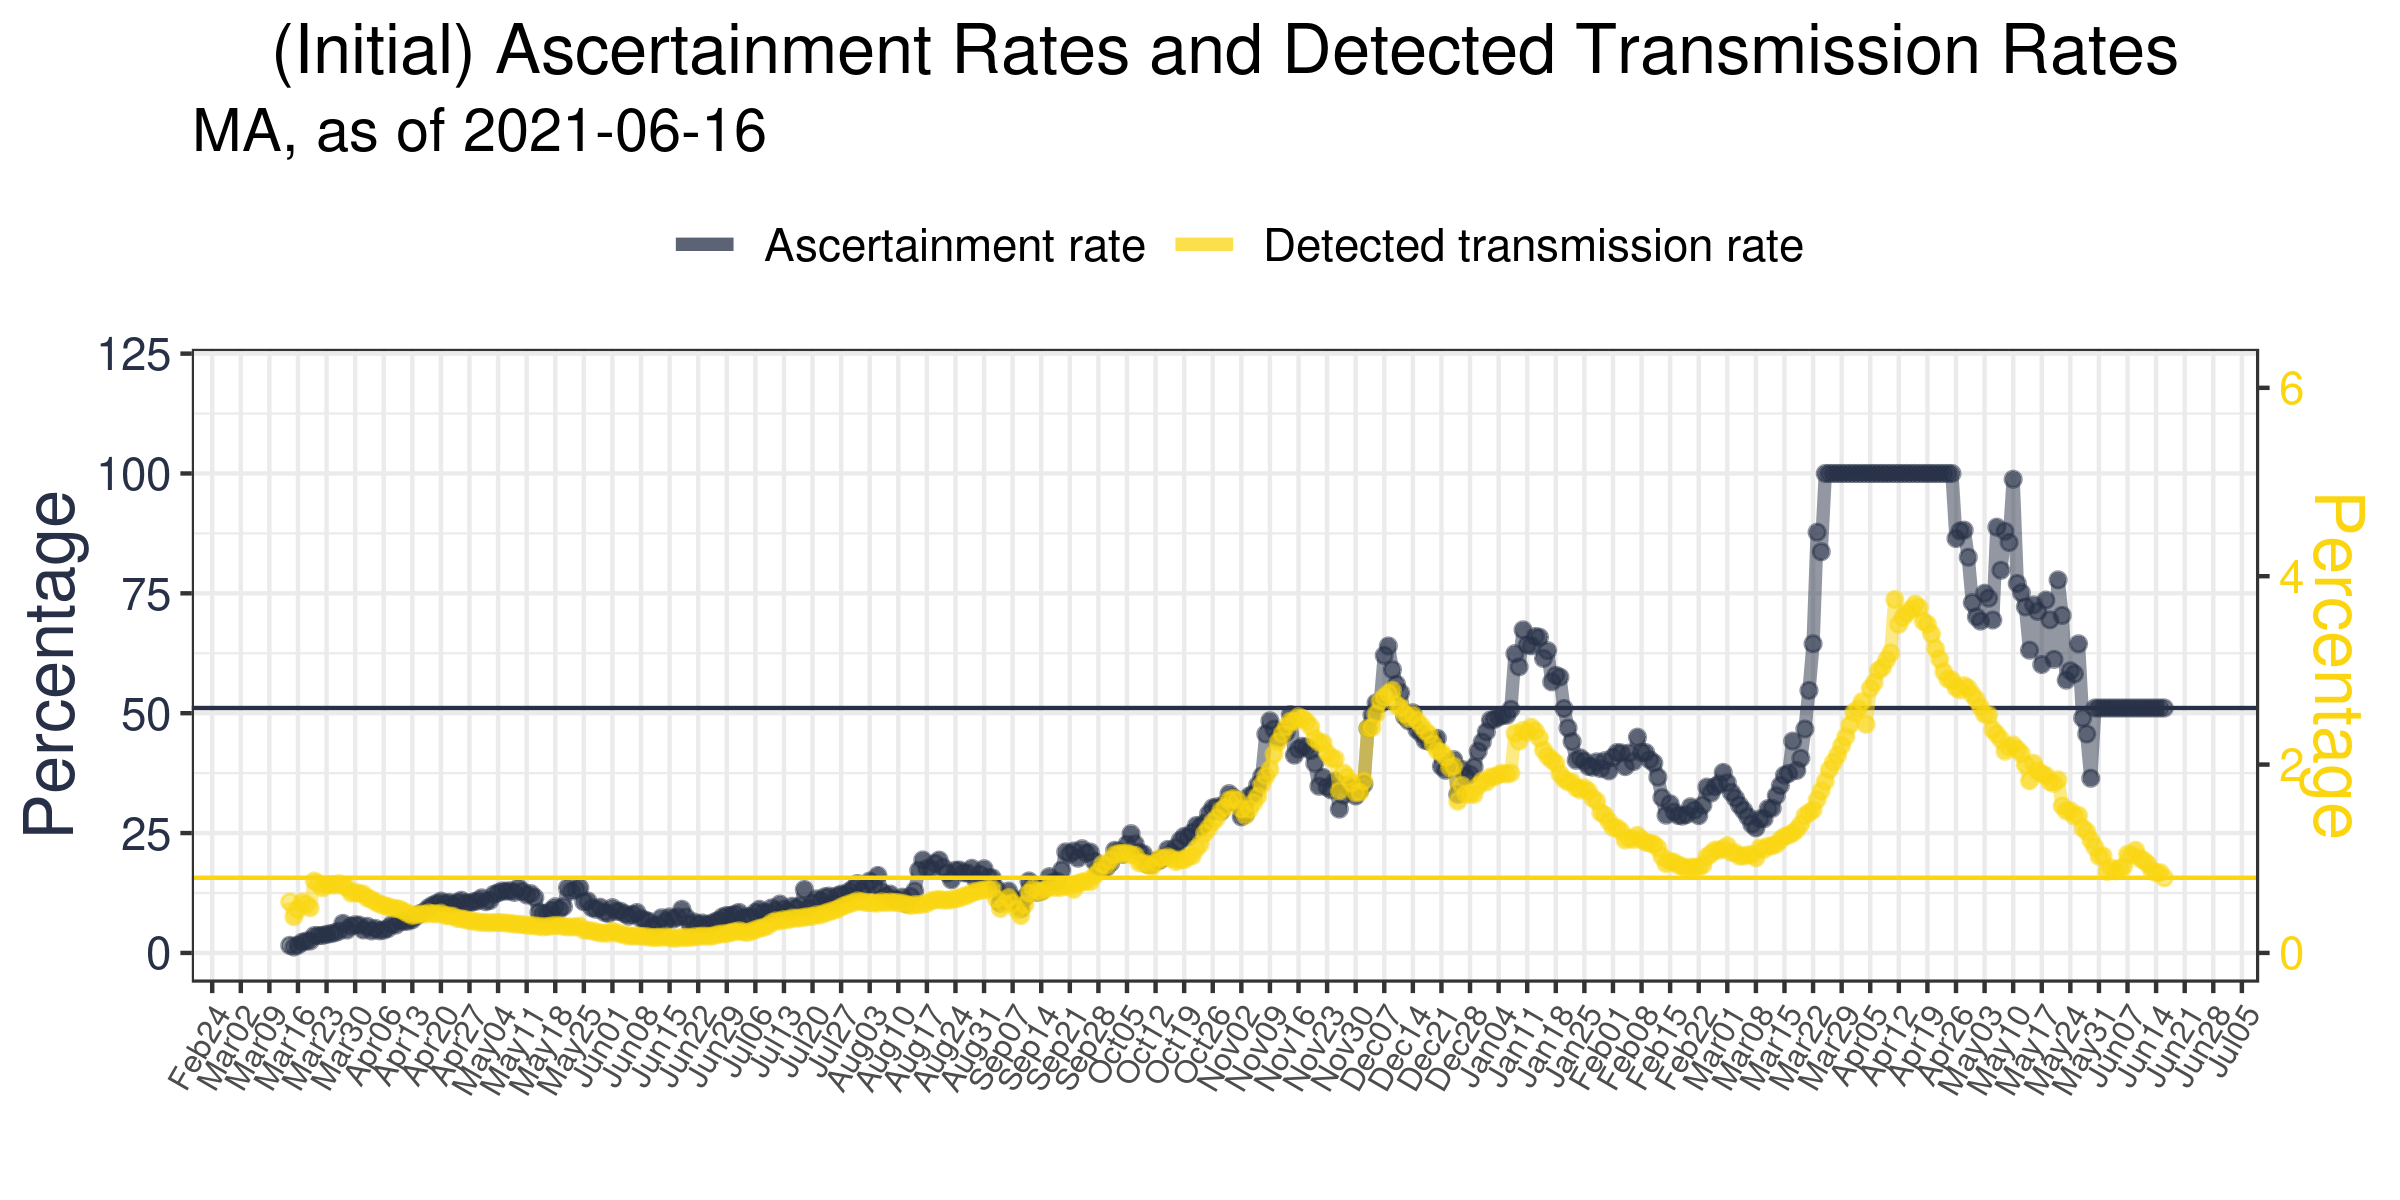 (Initial) Ascertainment Rates and Detected Transmission Rates
MA, as of 2021-06-16
Ascertainment rate
Detected transmission rate
Percentage
125
100
75
50
25
0
6
4
2
0
Percentage
Feb24
Mar02
Mar09
Mar16
Mar23
Mar30
Apr06
Apr13
Apr20
Apr27
May04
May11
May18
May25
Jun01
Jun08
Jun15
Jun22
Jun29
Jul06
Jul13
Jul20
Jul27
Aug03
Aug10
Aug17
Aug24
Aug31
Sep07
Sep14
Sep21
Sep28
Oct05
Oct12
Oct19
Oct26
Nov02
Nov09
Nov16
Nov23
Nov30
Dec07
Dec14
Dec21
Dec28
Jan04
Jan11
Jan18
Jan25
Feb01
Feb08
Feb15
Feb22
Mar01
Mar08
Mar15
Mar22
Mar29
Apr05
Apr12
Apr19
Apr26
May03
May10
May17
May24
May31
Jun07
Jun14
Jun21
Jun28
Jul05